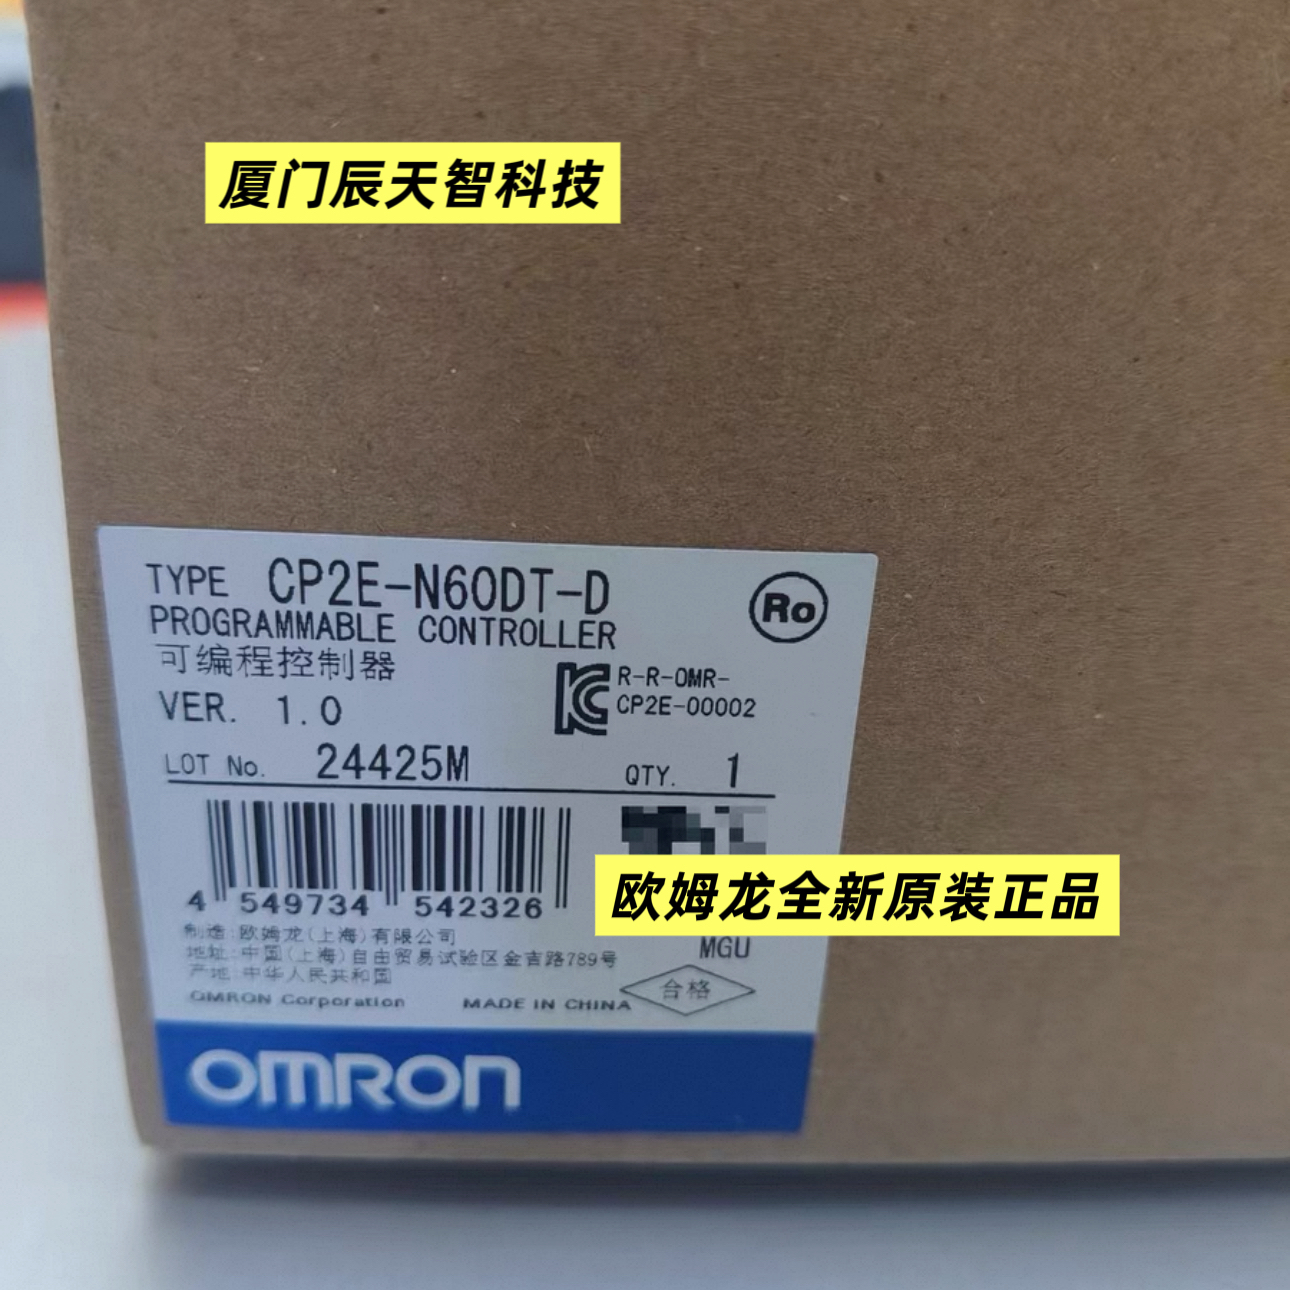 厦门辰天智科技
TYPE CP2E-N60DT-D
Ro
PROGRAMMABLE CONTROLLER
可编程控制器
R-R-OMR-
CP2E-00002
VER. 1.0
LOT No. 24425M
QTY. 1
4 549734 542326
欧姆龙全新原装正品
制造:欧姆龙(上海)有限公司
MGU
地址:中国(上海)自由贸易试验区金吉路789号
产地:中华人民共和国
合格
OMRON Corporation MADE IN CHINA
OMRON